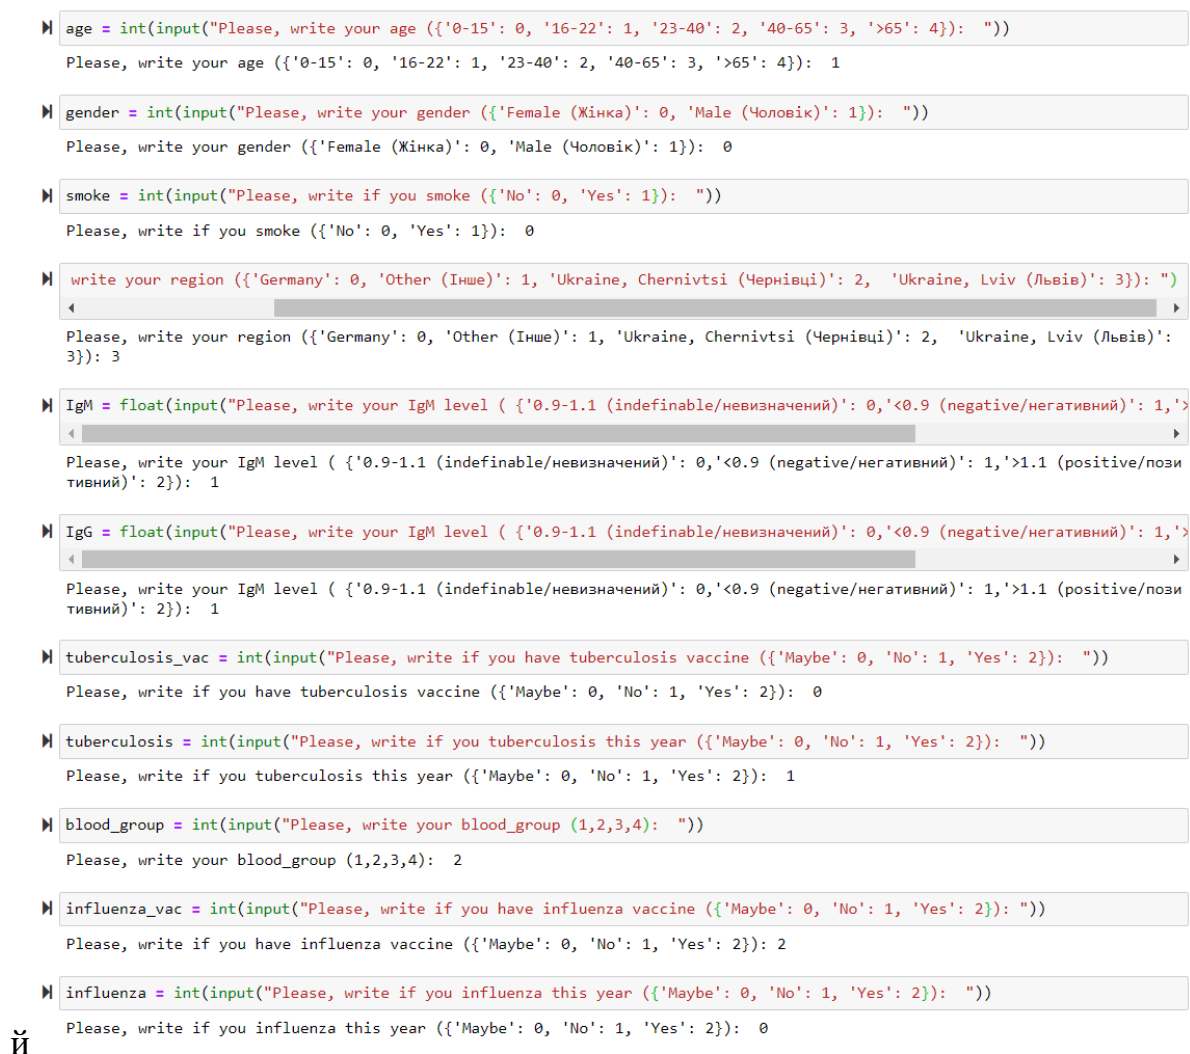 age = int(input("Please, write your age ({'0-15': 0, '16-22': 1, '23-40': 2, '40-65': 3, '>65': 4}):  "))
Please, write your age ({'0-15': 0, '16-22': 1, '23-40': 2, '40-65': 3, '>65': 4}):  1
gender = int(input("Please, write your gender ({'Female (Жінка)': 0, 'Male (Чоловік)': 1}):  "))
Please, write your gender ({'Female (Жінка)': 0, 'Male (Чоловік)': 1}):  0
smoke = int(input("Please, write if you smoke ({'No': 0, 'Yes': 1}):  "))
Please, write if you smoke ({'No': 0, 'Yes': 1}):  0
write your region ({'Germany': 0, 'Other (Інше)': 1, 'Ukraine, Chernivtsi (Чернівці)': 2,  'Ukraine, Lviv (Львів)': 3}): ")
Please, write your region ({'Germany': 0, 'Other (Інше)': 1, 'Ukraine, Chernivtsi (Чернівці)': 2,  'Ukraine, Lviv (Львів)':
3}): 3
IgM = float(input("Please, write your IgM level ( {'0.9-1.1 (indefinable/невизначений)': 0,'<0.9 (negative/негативний)': 1,'>
Please, write your IgM level ( {'0.9-1.1 (indefinable/невизначений)': 0,'<0.9 (negative/негативний)': 1,'>1.1 (positive/пози
тивний)': 2}):  1
IgG = float(input("Please, write your IgM level ( {'0.9-1.1 (indefinable/невизначений)': 0,'<0.9 (negative/негативний)': 1,'>
Please, write your IgM level ( {'0.9-1.1 (indefinable/невизначений)': 0,'<0.9 (negative/негативний)': 1,'>1.1 (positive/пози
тивний)': 2}):  1
tuberculosis_vac = int(input("Please, write if you have tuberculosis vaccine ({'Maybe': 0, 'No': 1, 'Yes': 2}):  "))
Please, write if you have tuberculosis vaccine ({'Maybe': 0, 'No': 1, 'Yes': 2}):  0
tuberculosis = int(input("Please, write if you tuberculosis this year ({'Maybe': 0, 'No': 1, 'Yes': 2}):  "))
Please, write if you tuberculosis this year ({'Maybe': 0, 'No': 1, 'Yes': 2}):  1
blood_group = int(input("Please, write your blood_group (1,2,3,4):  "))
Please, write your blood_group (1,2,3,4):  2
influenza_vac = int(input("Please, write if you have influenza vaccine ({'Maybe': 0, 'No': 1, 'Yes': 2}): "))
Please, write if you have influenza vaccine ({'Maybe': 0, 'No': 1, 'Yes': 2}): 2
influenza = int(input("Please, write if you influenza this year ({'Maybe': 0, 'No': 1, 'Yes': 2}):  "))
Please, write if you influenza this year ({'Maybe': 0, 'No': 1, 'Yes': 2}):  0
й